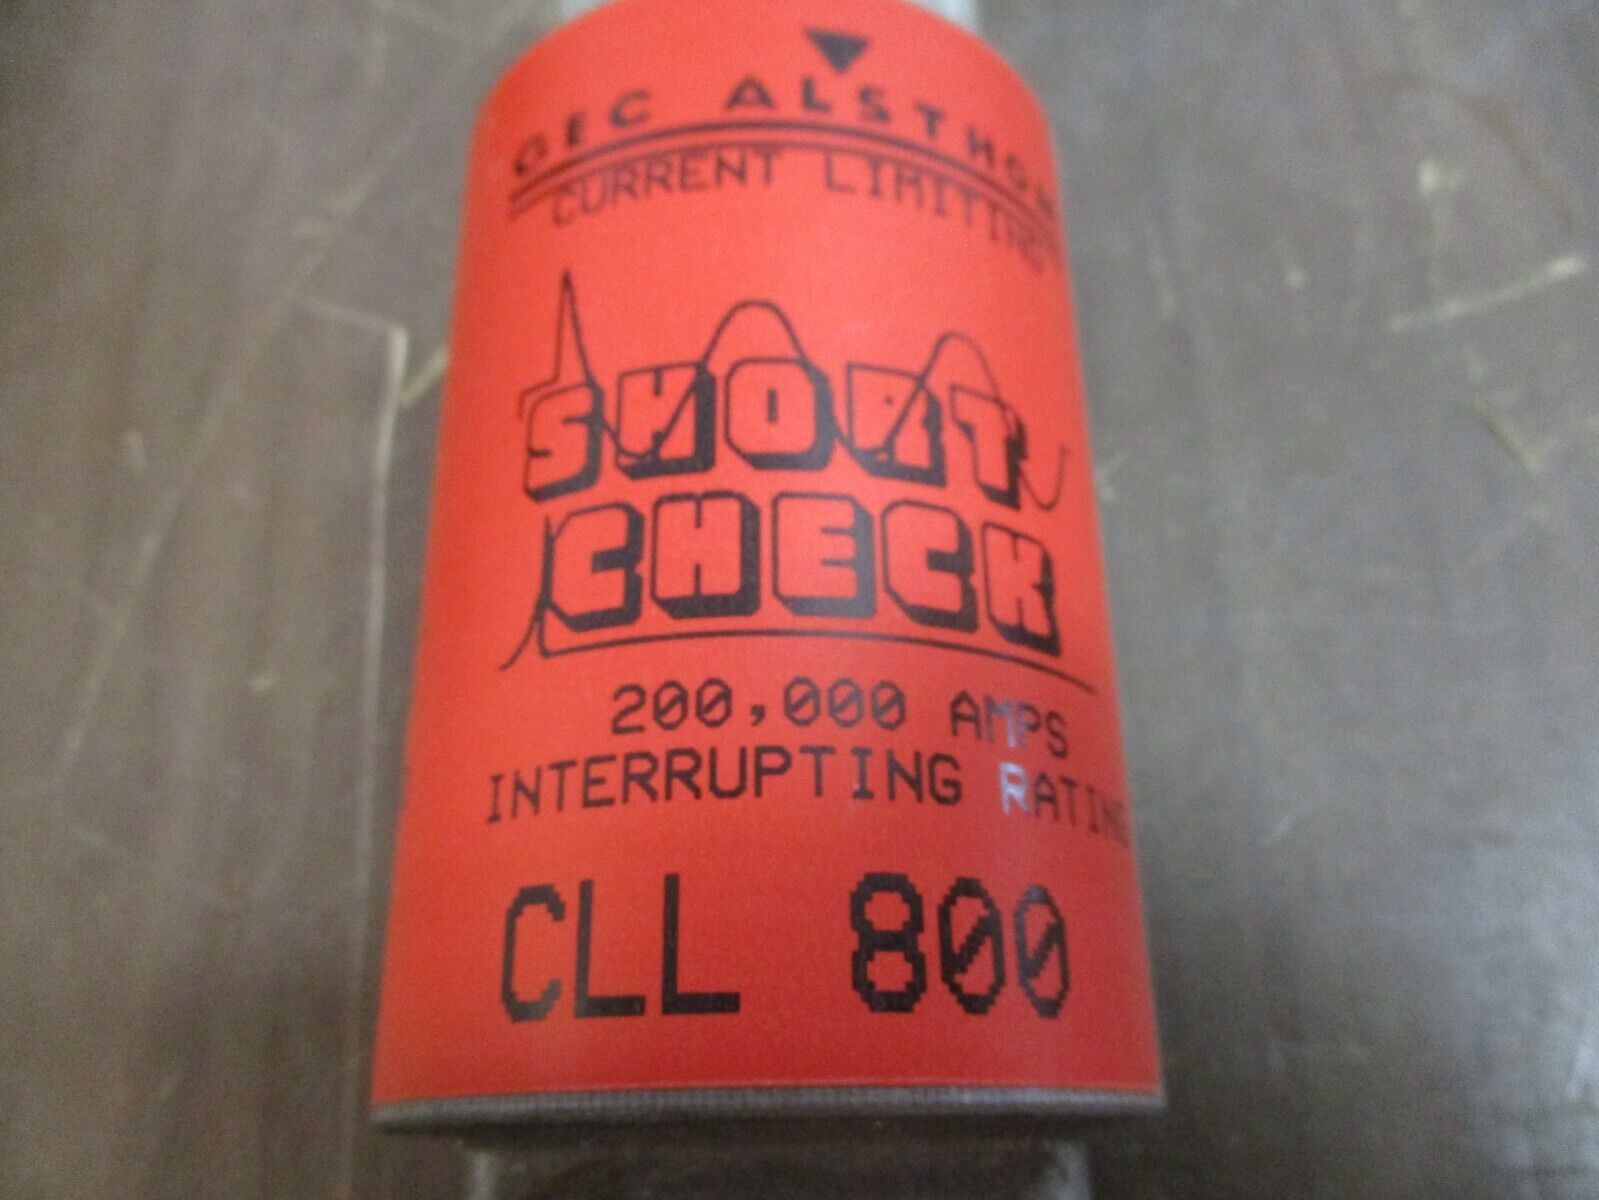 GEC ALSTHOM
CURRENT LIMITING
SHORT
CHECK
200,000 AMPS
INTERRUPTING RATING
CLL 800